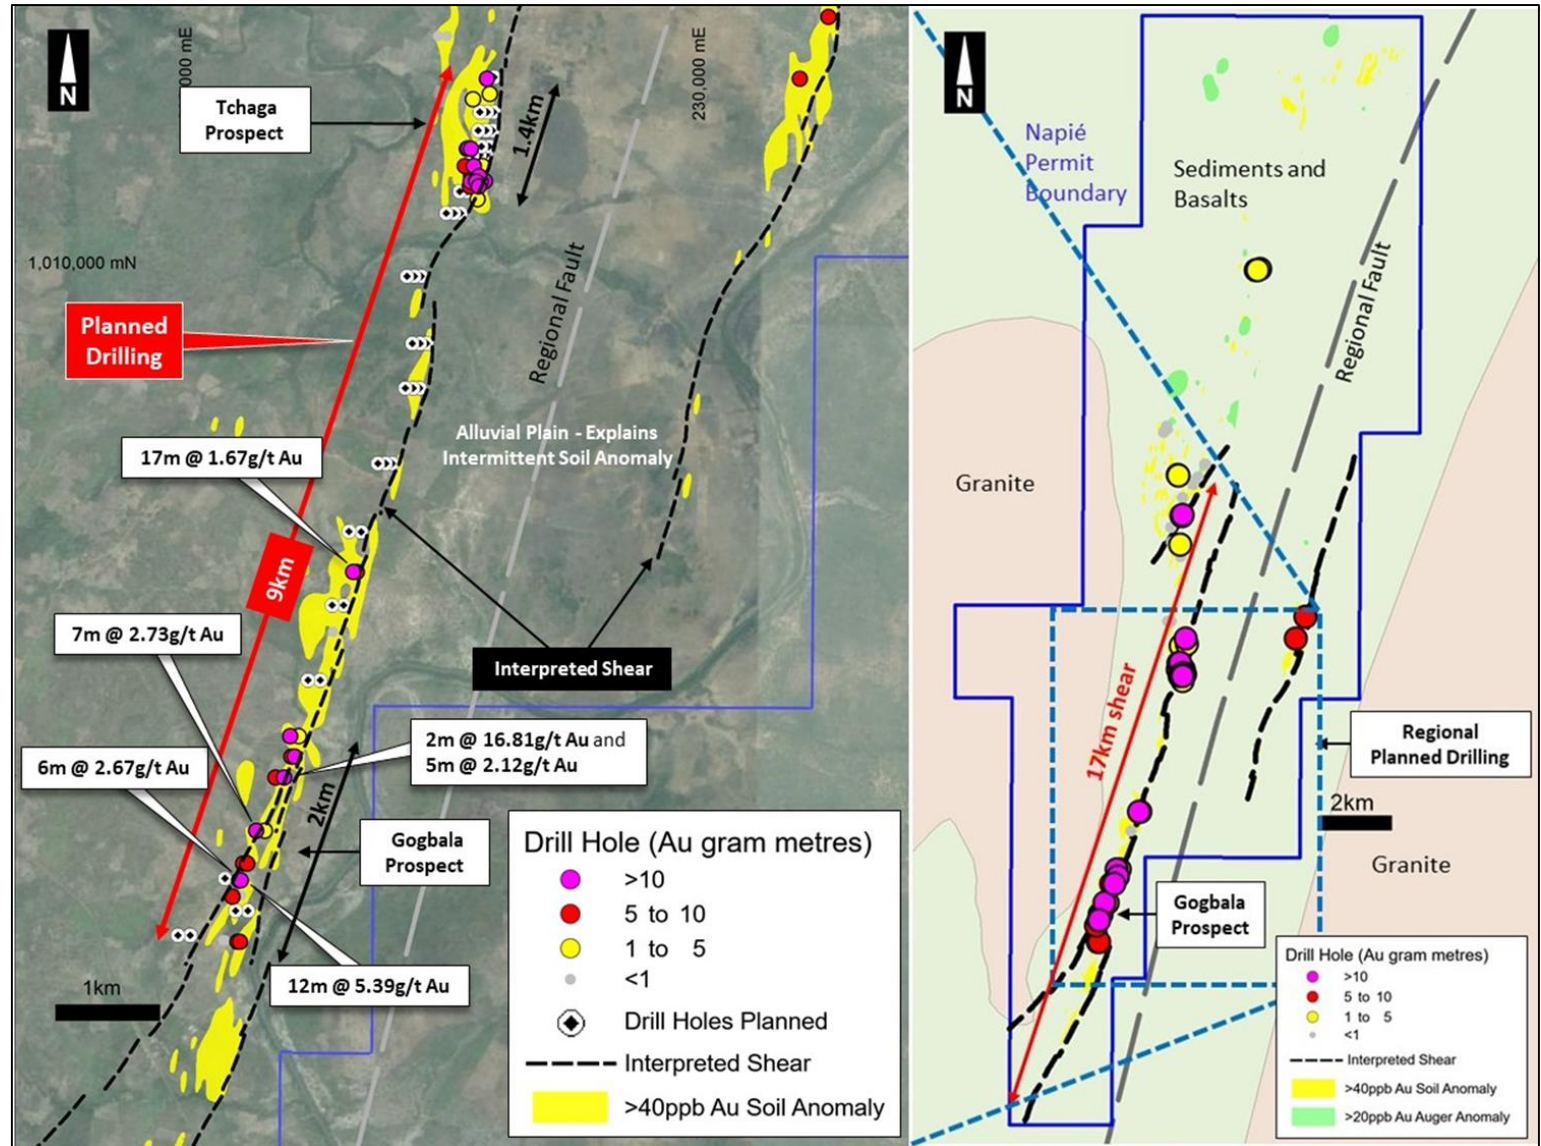 N
000 mE
230,000 mE
Tchaga
Prospect
1.4km
1,010,000 mN
Planned
Drilling
Regional Fault
17m @ 1.67g/t Au
Alluvial Plain - Explains
Intermittent Soil Anomaly
9km
7m @ 2.73g/t Au
Interpreted Shear
6m @ 2.67g/t Au
2m @ 16.81g/t Au and
5m @ 2.12g/t Au
2km
Gogbala
Prospect
12m @ 5.39g/t Au
1km
Drill Hole (Au gram metres)
>10
5 to 10
1 to 5
<1
Drill Holes Planned
Interpreted Shear
>40ppb Au Soil Anomaly
N
Napié
Permit
Boundary
Sediments and
Basalts
Regional Fault
Granite
17km shear
Regional
Planned Drilling
2km
Granite
Gogbala
Prospect
Drill Hole (Au gram metres)
>10
5 to 10
1 to 5
<1
Interpreted Shear
>40ppb Au Soil Anomaly
>20ppb Au Auger Anomaly